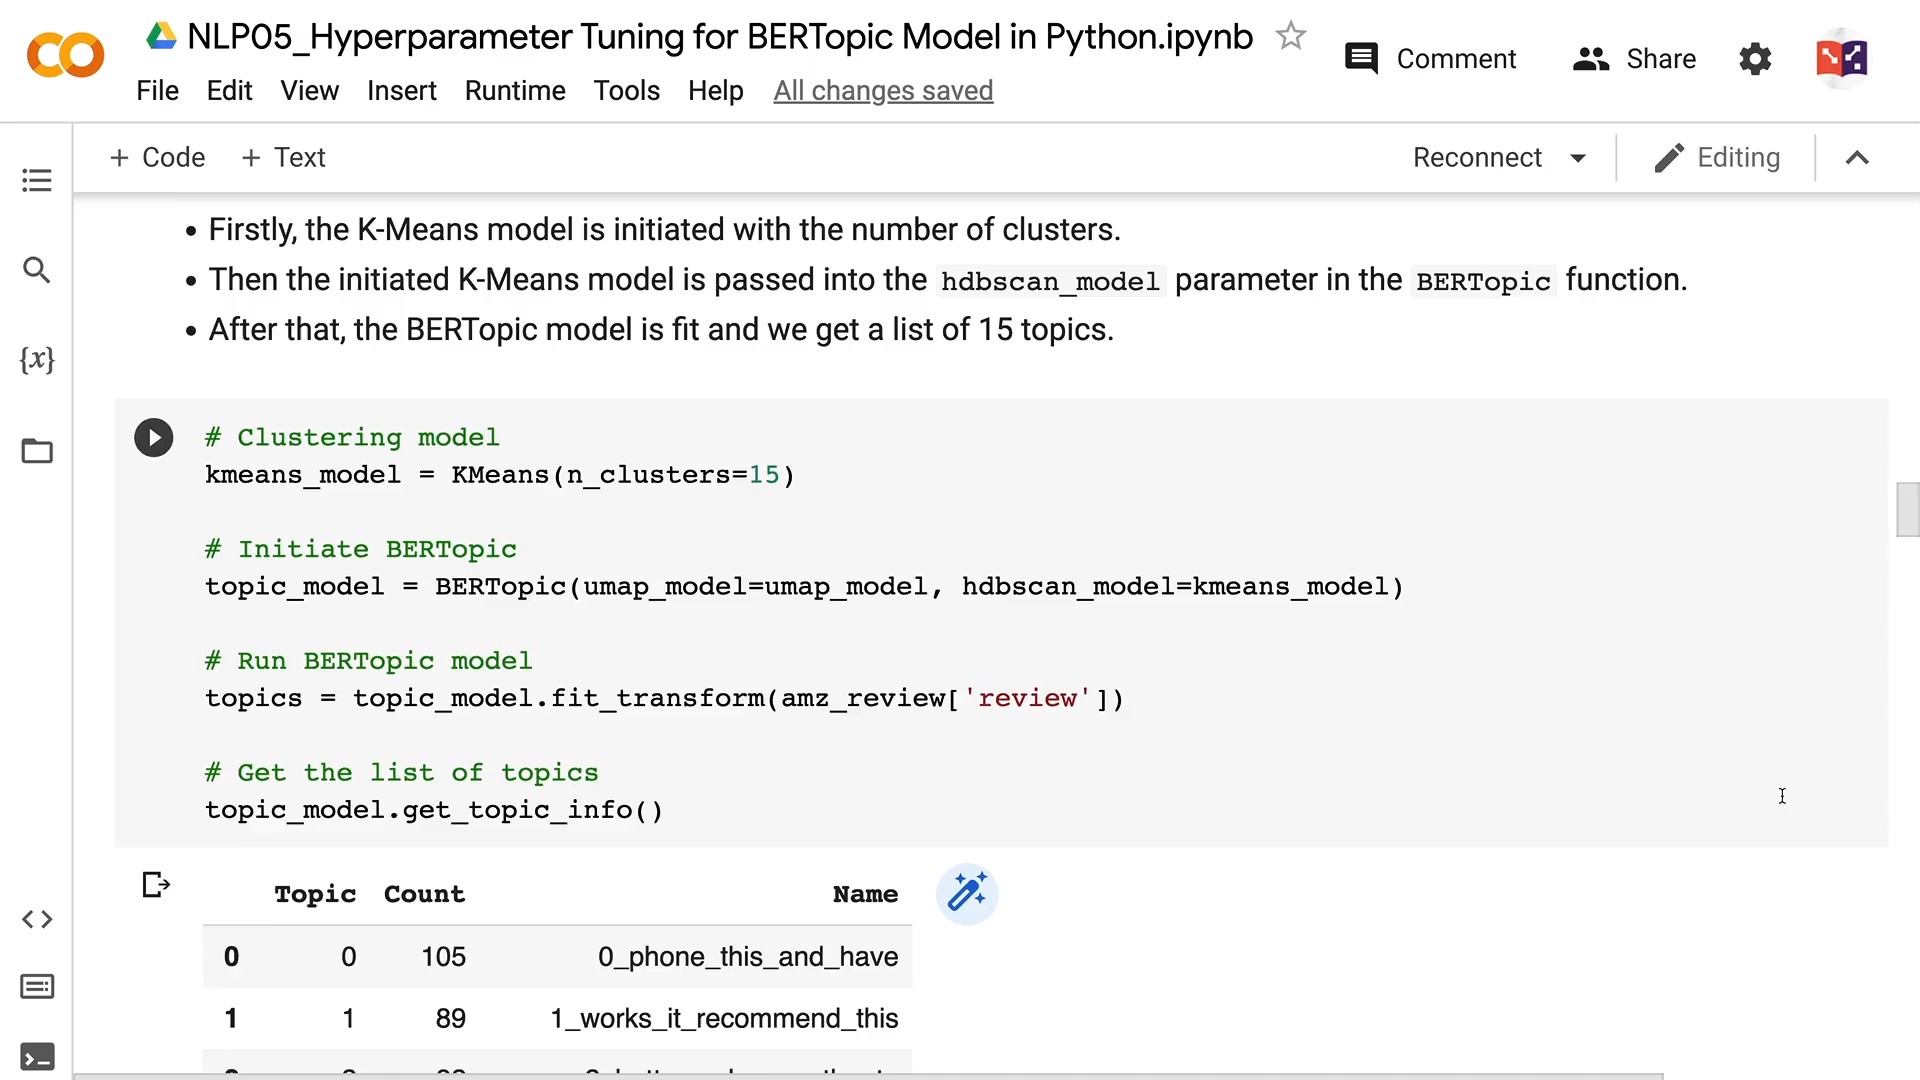 NLP05_Hyperparameter Tuning for BERTopic Model in Python.ipynb
Comment
Share
File Edit View Insert Runtime Tools Help All changes saved
+ Code + Text
Reconnect
Editing
• Firstly, the K-Means model is initiated with the number of clusters.
• Then the initiated K-Means model is passed into the hdbscan_model parameter in the BERTopic function.
• After that, the BERTopic model is fit and we get a list of 15 topics.
{x}
# Clustering model
kmeans_model = KMeans(n_clusters=15)
# Initiate BERTopic
topic_model = BERTopic(umap_model=umap_model, hdbscan_model=kmeans_model)
# Run BERTopic model
topics = topic_model.fit_transform(amz_review['review'])
# Get the list of topics
topic_model.get_topic_info()
Topic Count Name
0 0 105 0_phone_this_and_have
1 1 89 1_works_it_recommend_this